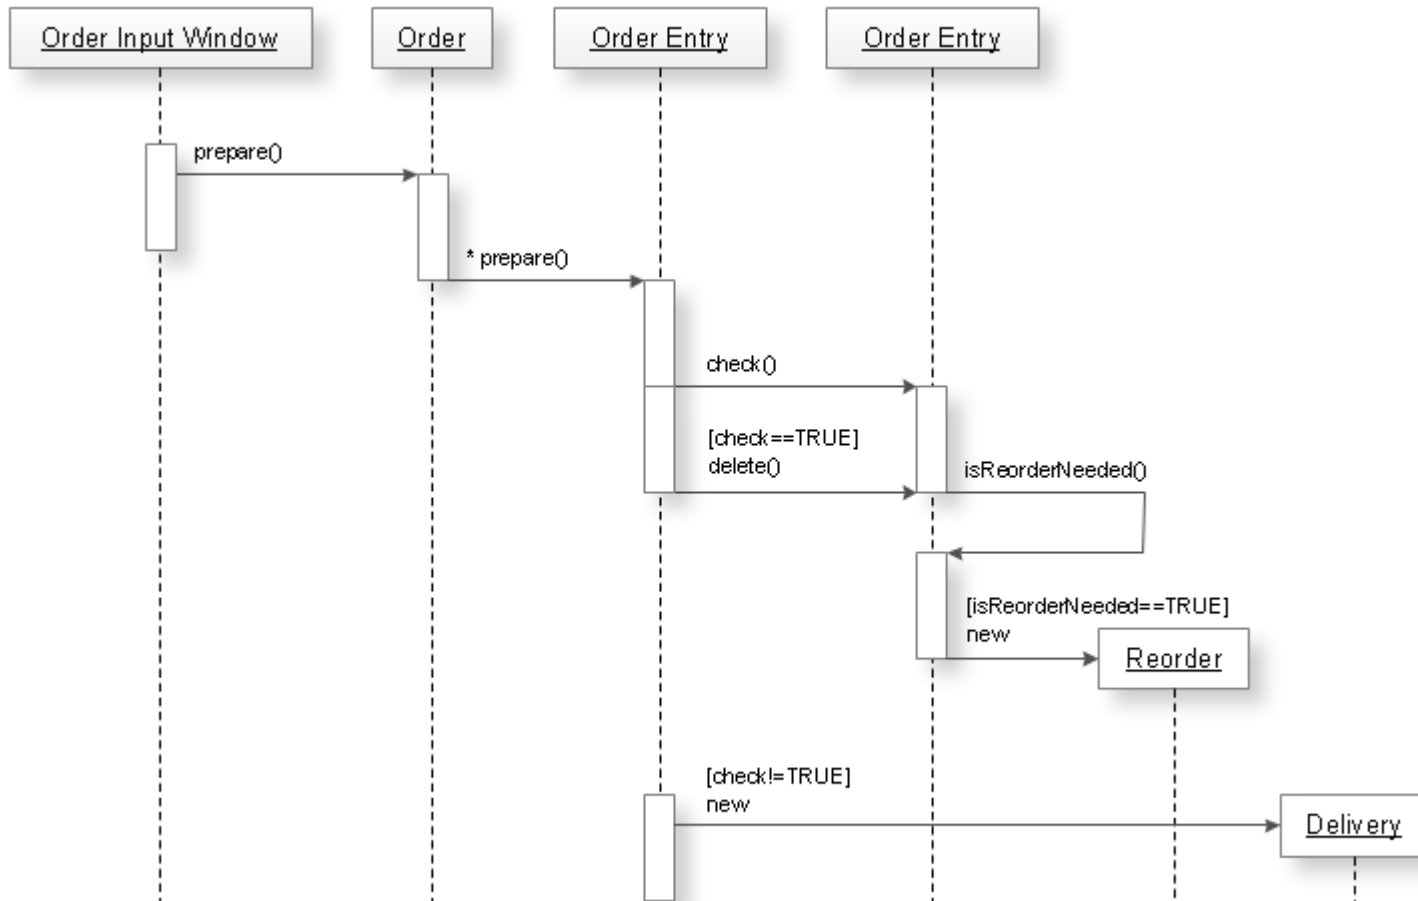 Order Input Window
Order
Order Entry
Order Entry
prepare()
* prepare()
check()
[check==TRUE]
delete()
isReorderNeeded()
[isReorderNeeded==TRUE]
new
Reorder
[check!=TRUE]
new
Delivery